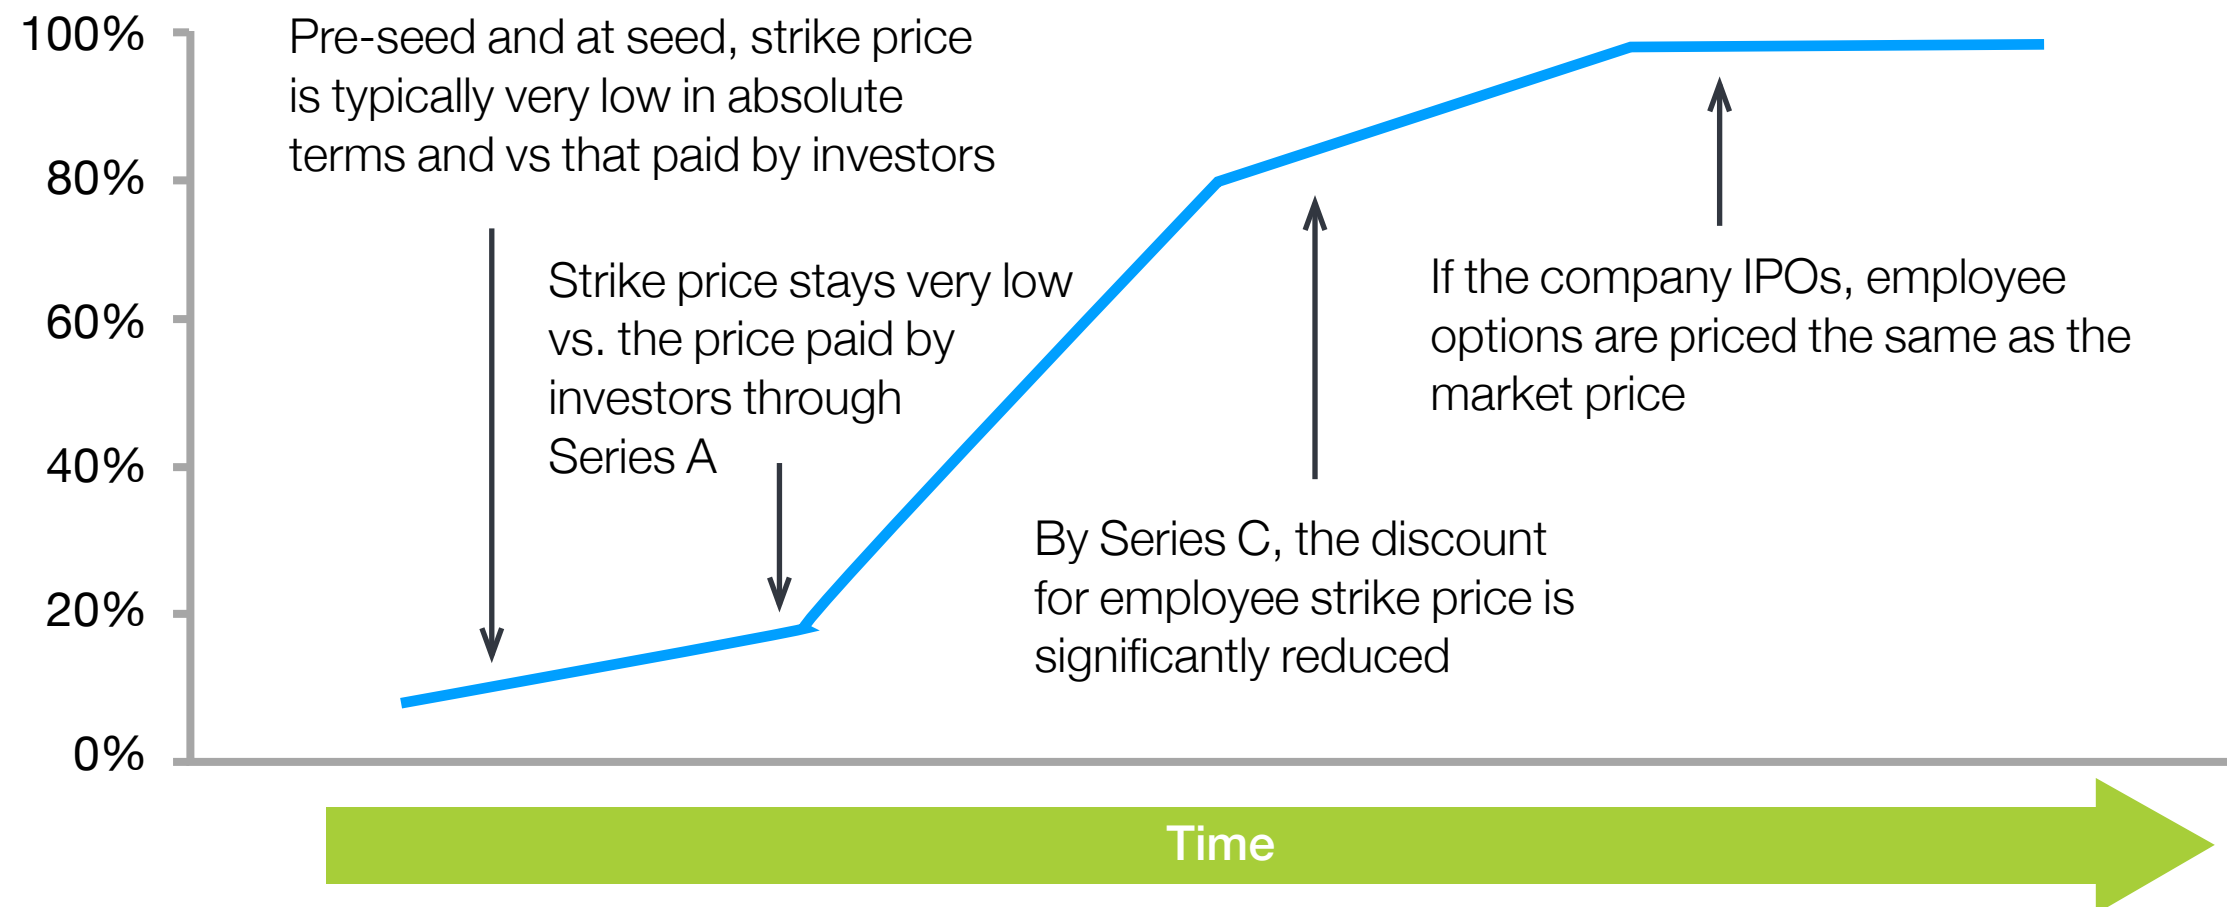 100%
80%
60%
40%
20%
0%
Pre-seed and at seed, strike price
is typically very low in absolute
terms and vs that paid by investors
Strike price stays very low
vs. the price paid by
investors through
Series A
By Series C, the discount
for employee strike price is
significantly reduced
If the company IPOs, employee
options are priced the same as the
market price
Time